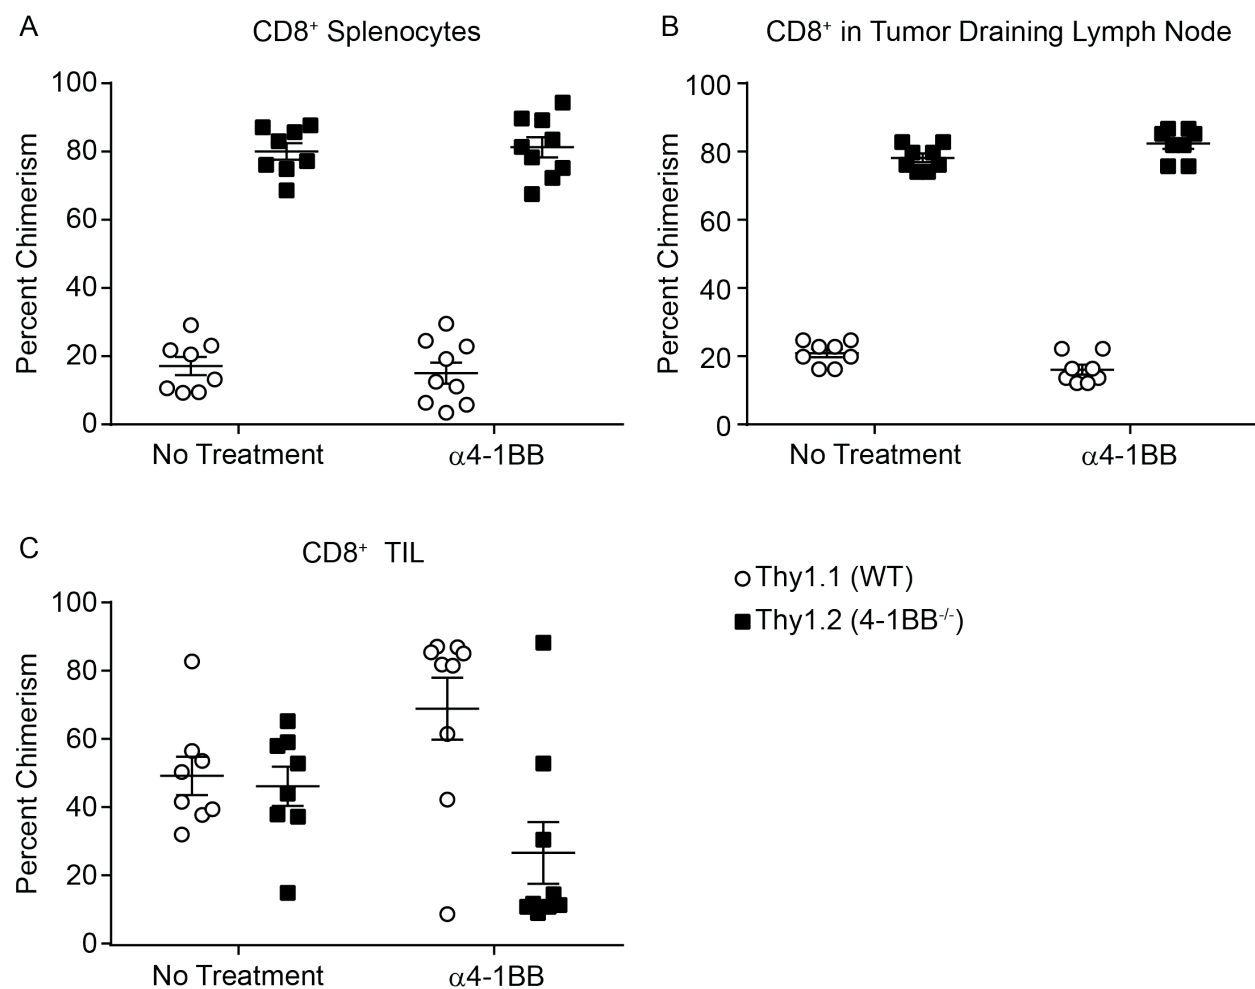 A
CD8⁺ Splenocytes
Percent Chimerism
100
80
60
40
20
0
No Treatment
α4-1BB
B
CD8⁺ in Tumor Draining Lymph Node
Percent Chimerism
100
80
60
40
20
0
No Treatment
α4-1BB
C
CD8⁺ TIL
Percent Chimerism
100
80
60
40
20
0
No Treatment
α4-1BB
Thy1.1 (WT)
Thy1.2 (4-1BB⁻/⁻)